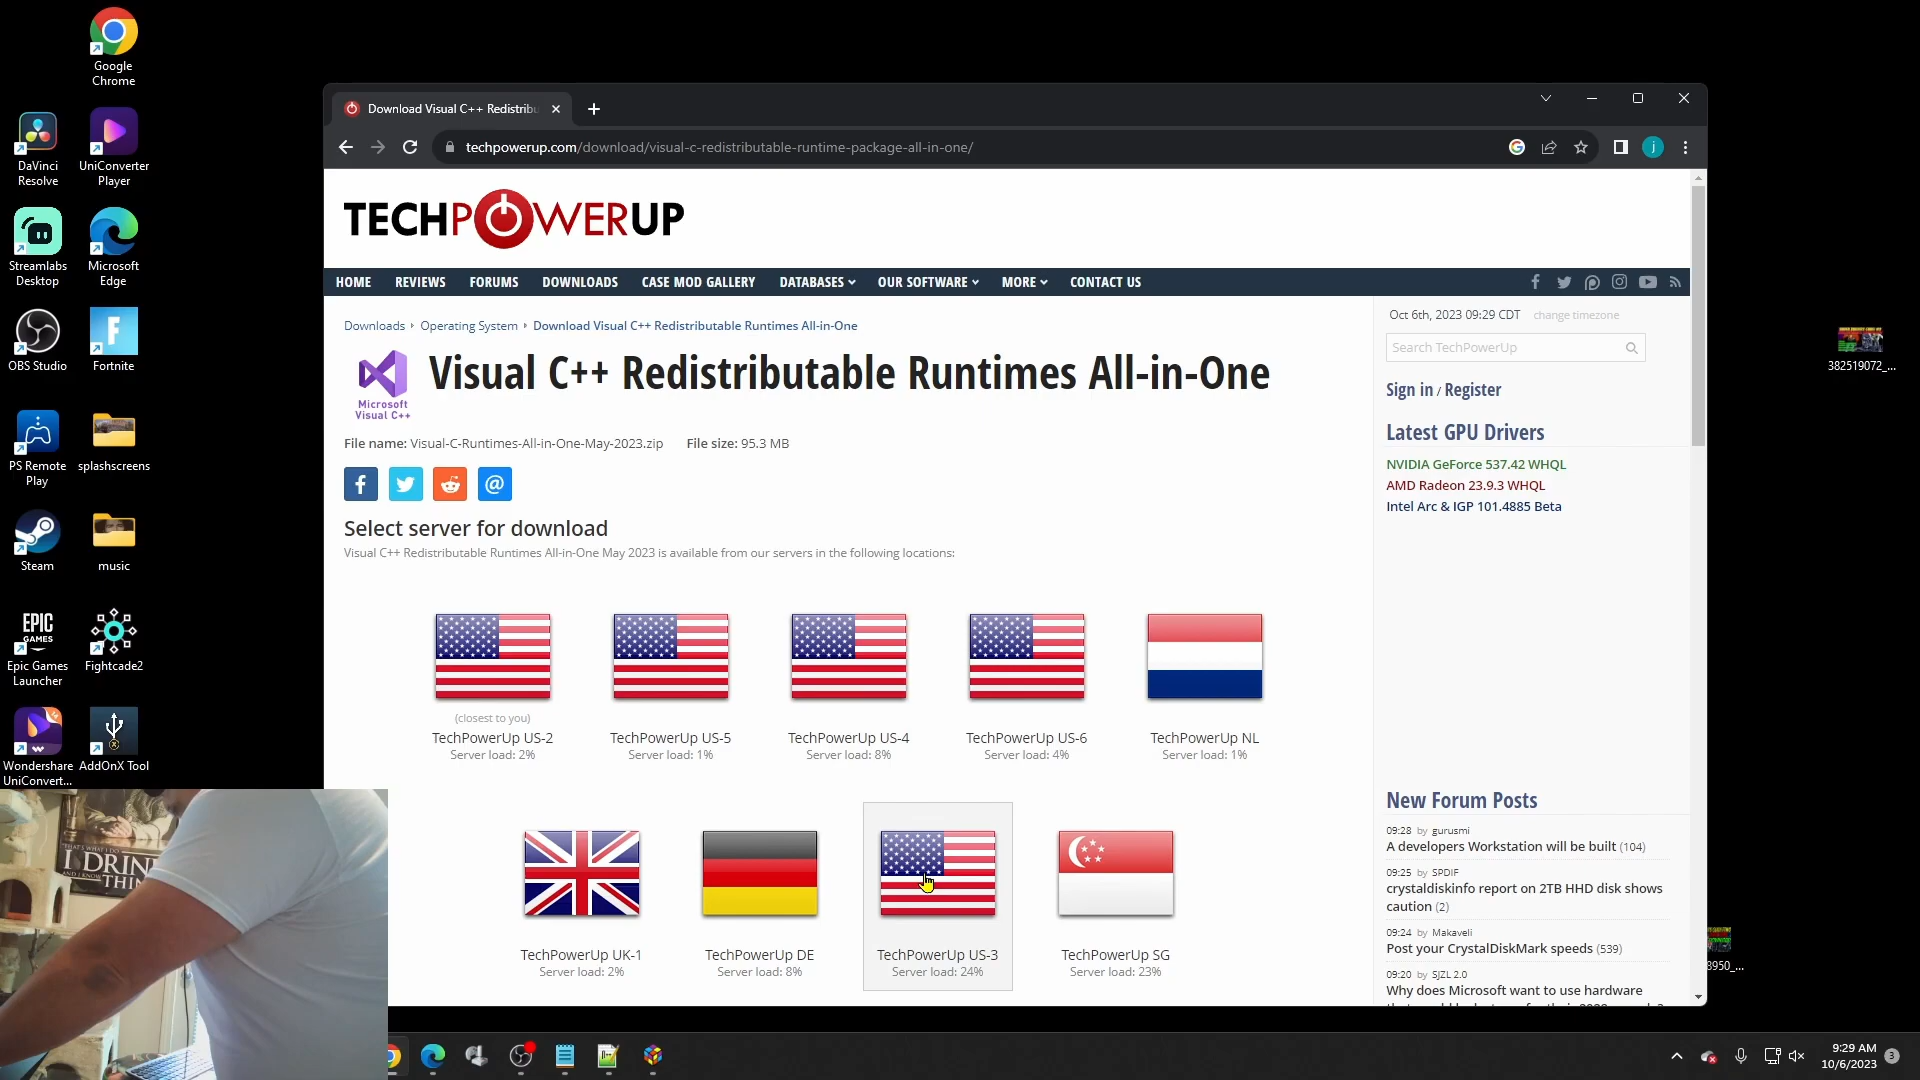 Google
Chrome
DaVinci
Resolve
UniConverter
Player
Streamlabs
Desktop
Microsoft
Edge
OBS Studio
Fortnite
PS Remote
Play
splashscreens
Steam
music
EPIC
GAMES
Epic Games
Launcher
Fightcade2
Wondershare
UniConvert...
AddOnX Tool
Download Visual C++ Redistribu
techpowerup.com/download/visual-c-redistributable-runtime-package-all-in-one/
j
TECHPOWERUP
HOME REVIEWS FORUMS DOWNLOADS CASE MOD GALLERY DATABASES OUR SOFTWARE MORE CONTACT US
Downloads Operating System Download Visual C++ Redistributable Runtimes All-in-One
Microsoft
Visual C++
Visual C++ Redistributable Runtimes All-in-One
File name: Visual-C-Runtimes-All-in-One-May-2023.zip File size: 95.3 MB
Select server for download
Visual C++ Redistributable Runtimes All-in-One May 2023 is available from our servers in the following locations:
(closest to you)
TechPowerUp US-2
Server load: 2%
TechPowerUp US-5
Server load: 1%
TechPowerUp US-4
Server load: 8%
TechPowerUp US-6
Server load: 4%
TechPowerUp NL
Server load: 1%
TechPowerUp UK-1
Server load: 2%
TechPowerUp DE
Server load: 8%
TechPowerUp US-3
Server load: 24%
TechPowerUp SG
Server load: 23%
Oct 6th, 2023 09:29 CDT change timezone
Search TechPowerUp
Sign in / Register
Latest GPU Drivers
NVIDIA GeForce 537.42 WHQL
AMD Radeon 23.9.3 WHQL
Intel Arc & IGP 101.4885 Beta
New Forum Posts
09:28 by gurusmi
A developers Workstation will be built (104)
09:25 by SPDIF
crystaldiskinfo report on 2TB HHD disk shows
caution (2)
09:24 by Makaveli
Post your CrystalDiskMark speeds (539)
09:20 by SJZL 2.0
Why does Microsoft want to use hardware
382519072_...
8950_...
"THAT'S WHAT I DO
I DRIN
AND I KNOW
THIN
9:29 AM
10/6/2023
3